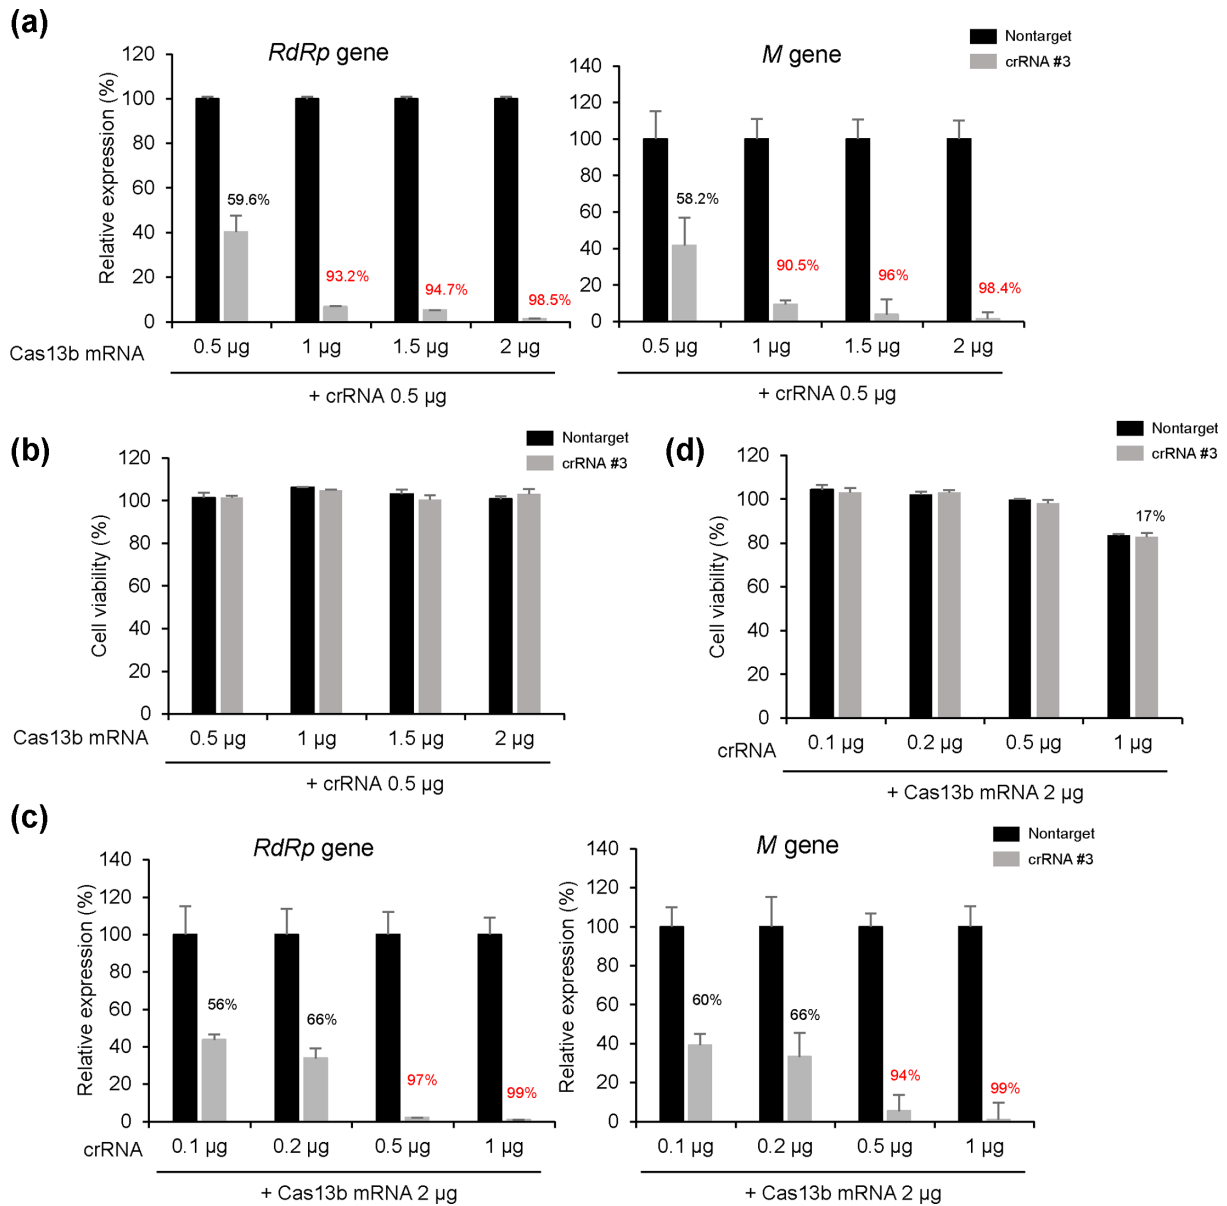 (a)
RdRp gene
M gene
Nontarget
crRNA #3
Relative expression (%)
120
100
80
60
40
20
0
59.6%
93.2%
94.7%
98.5%
140
120
100
80
60
40
20
0
58.2%
90.5%
96%
98.4%
Cas13b mRNA
0.5 µg 1 µg 1.5 µg 2 µg
+ crRNA 0.5 µg
0.5 µg 1 µg 1.5 µg 2 µg
+ crRNA 0.5 µg
(b)
Nontarget
crRNA #3
Cell viability (%)
120
100
80
60
40
20
0
Cas13b mRNA
0.5 µg 1 µg 1.5 µg 2 µg
+ crRNA 0.5 µg
(d)
Nontarget
crRNA #3
Cell viability (%)
120
100
80
60
40
20
0
17%
crRNA
0.1 µg 0.2 µg 0.5 µg 1 µg
+ Cas13b mRNA 2 µg
(c)
RdRp gene
M gene
Nontarget
crRNA #3
Relative expression (%)
140
120
100
80
60
40
20
0
56%
66%
97%
99%
Relative expression (%)
140
120
100
80
60
40
20
0
60%
66%
94%
99%
crRNA
0.1 µg 0.2 µg 0.5 µg 1 µg
+ Cas13b mRNA 2 µg
0.1 µg 0.2 µg 0.5 µg 1 µg
+ Cas13b mRNA 2 µg